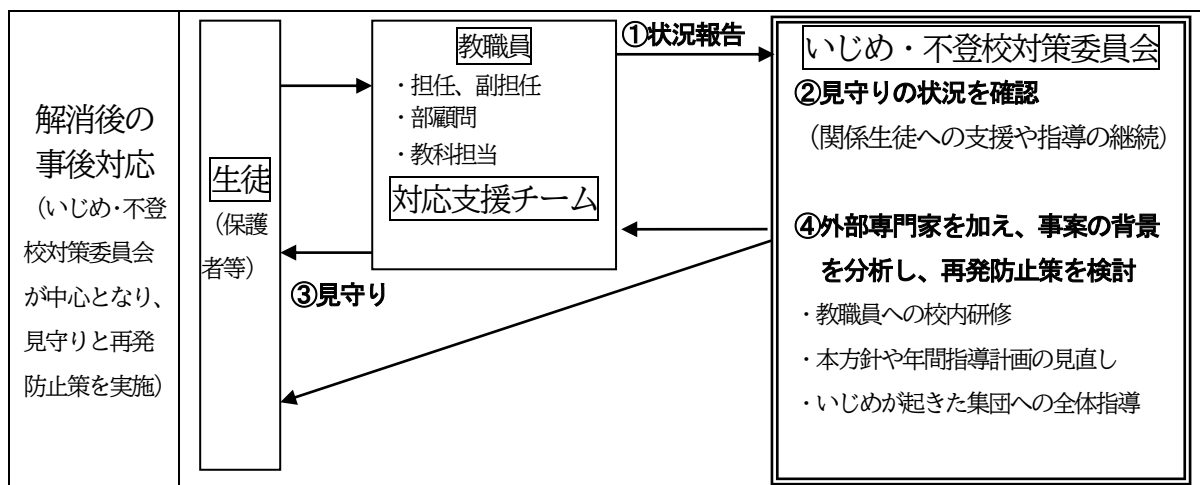 解消後の
事後対応
（いじめ・不登
校対策委員会
が中心となり、
見守りと再発
防止策を実施）
生徒
（保護
者等）
教職員
・担任、副担任
・部顧問
・教科担当
対応支援チーム
①状況報告
③見守り
いじめ・不登校対策委員会
②見守りの状況を確認
（関係生徒への支援や指導の継続）
④外部専門家を加え、事案の背景
を分析し、再発防止策を検討
・教職員への校内研修
・本方針や年間指導計画の見直し
・いじめが起きた集団への全体指導